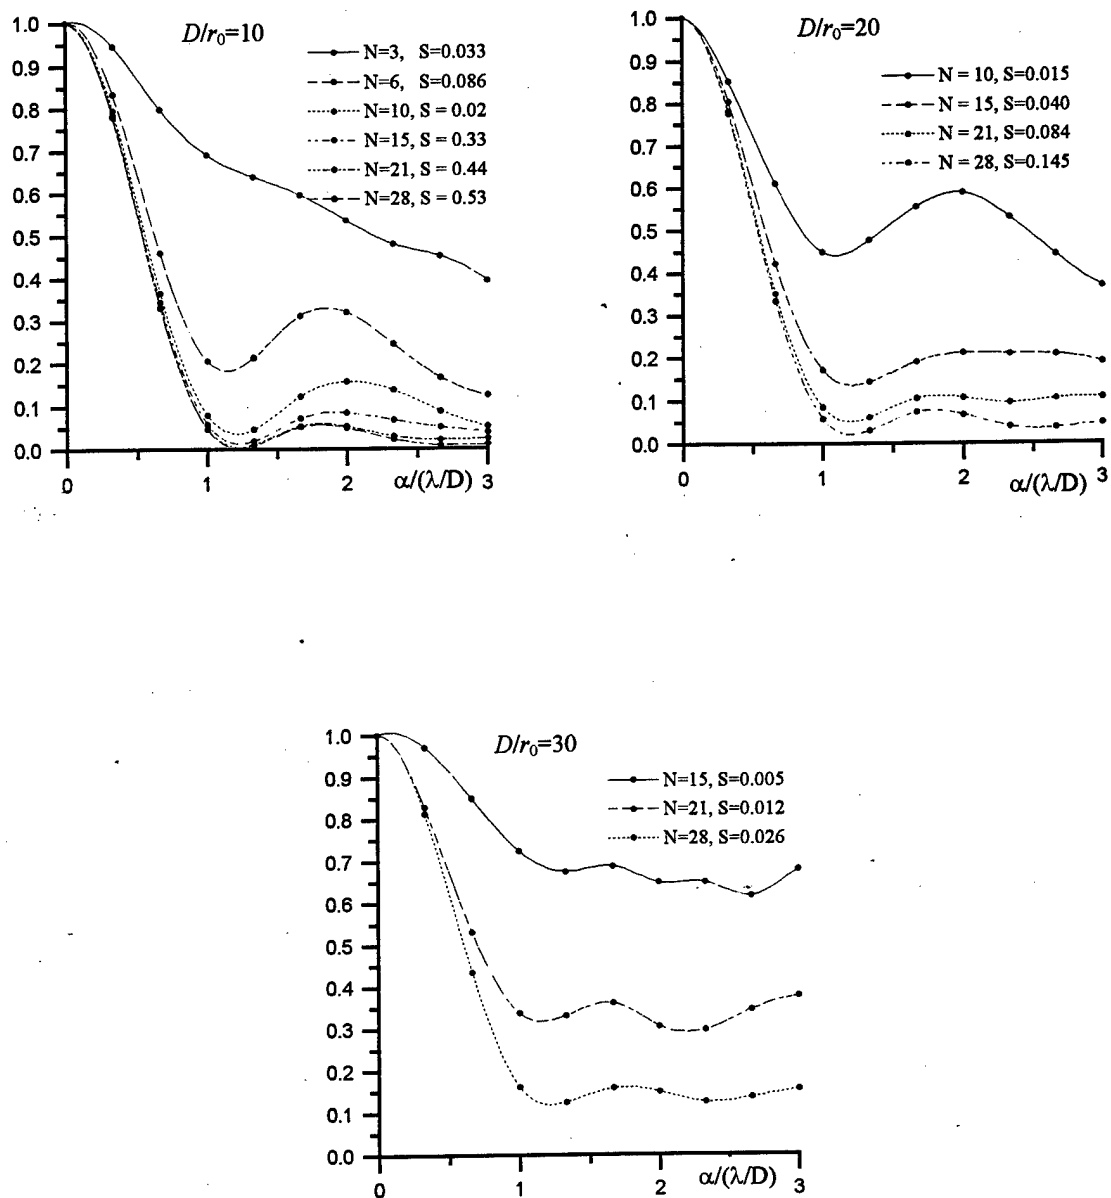 D/r₀=10
N=3, S=0.033
N=6, S=0.086
N=10, S = 0.02
N=15, S = 0.33
N=21, S = 0.44
N=28, S = 0.53
1.0
0.9
0.8
0.7
0.6
0.5
0.4
0.3
0.2
0.1
0.0
0 1 2 α/(λ/D) 3
D/r₀=20
N = 10, S=0.015
N = 15, S=0.040
N = 21, S=0.084
N = 28, S=0.145
1.0
0.9
0.8
0.7
0.6
0.5
0.4
0.3
0.2
0.1
0.0
0 1 2 3
α/(λ/D)
D/r₀=30
N=15, S=0.005
N=21, S=0.012
N=28, S=0.026
1.0
0.9
0.8
0.7
0.6
0.5
0.4
0.3
0.2
0.1
0.0
0 1 2 α/(λ/D) 3